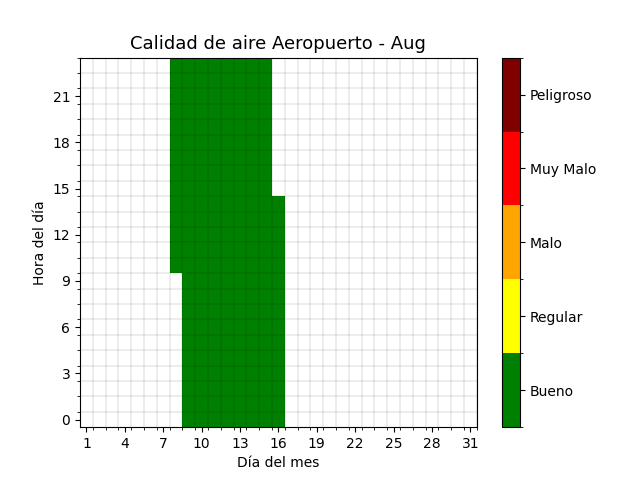 Calidad de aire Aeropuerto - Aug
Hora del día
21
18
15
12
9
6
3
0
1 4 7 10 13 16 19 22 25 28 31
Día del mes
Peligroso
Muy Malo
Malo
Regular
Bueno